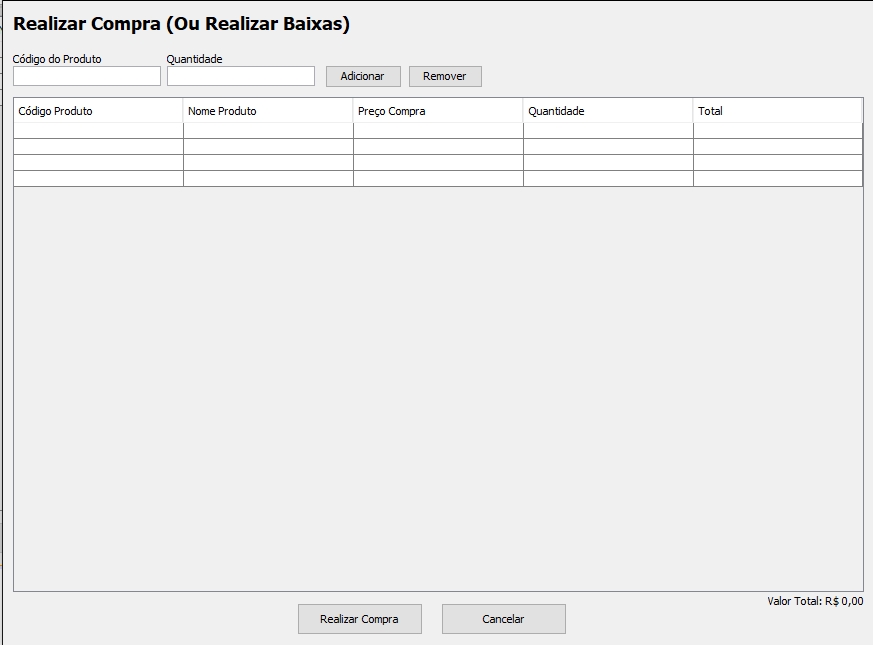 Realizar Compra (Ou Realizar Baixas)
Código do Produto Quantidade
Adicionar Remover
Código Produto Nome Produto Preço Compra Quantidade Total
Valor Total: R$ 0,00
Realizar Compra Cancelar